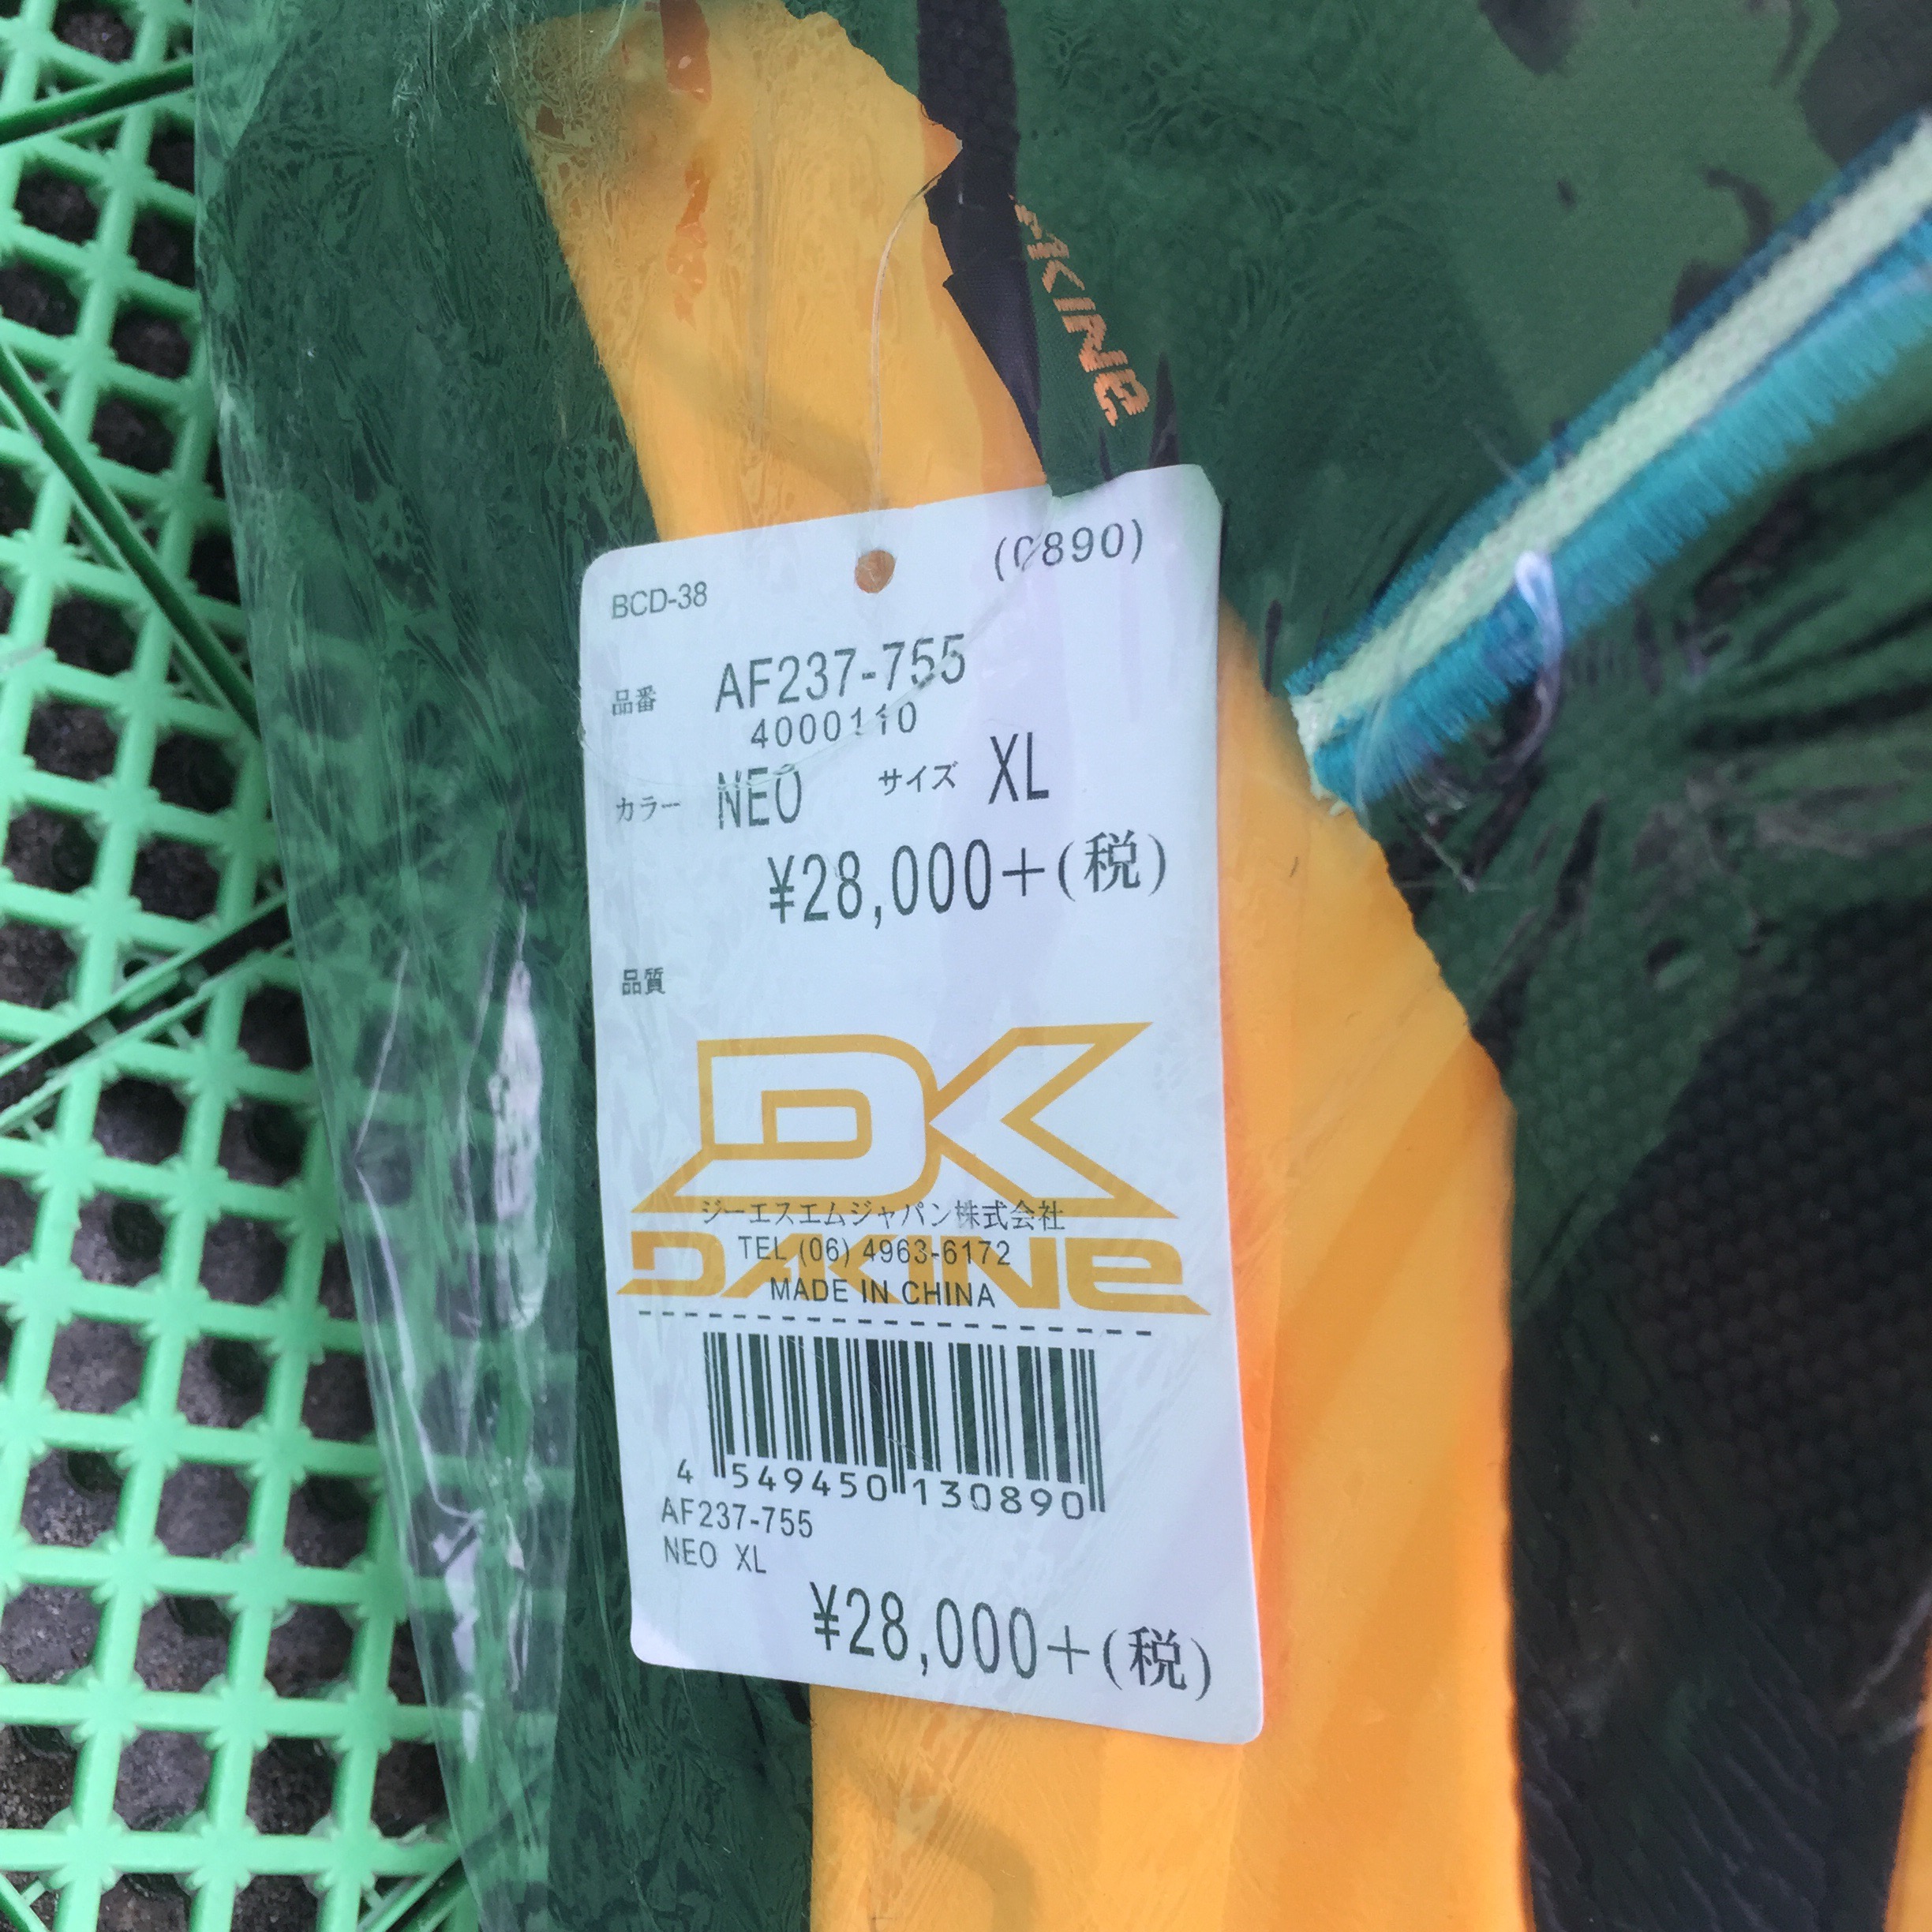 AKINE
BCD-38 (0890)
品番 AF237-755
4000110
カラー NEO サイズ XL
¥28,000+(税)
品質
DK
ジーエスエムジャパン株式会社
DAKINE
TEL (06) 4963-6172
MADE IN CHINA
4 549450 130890
AF237-755
NEO XL
¥28,000+(税)